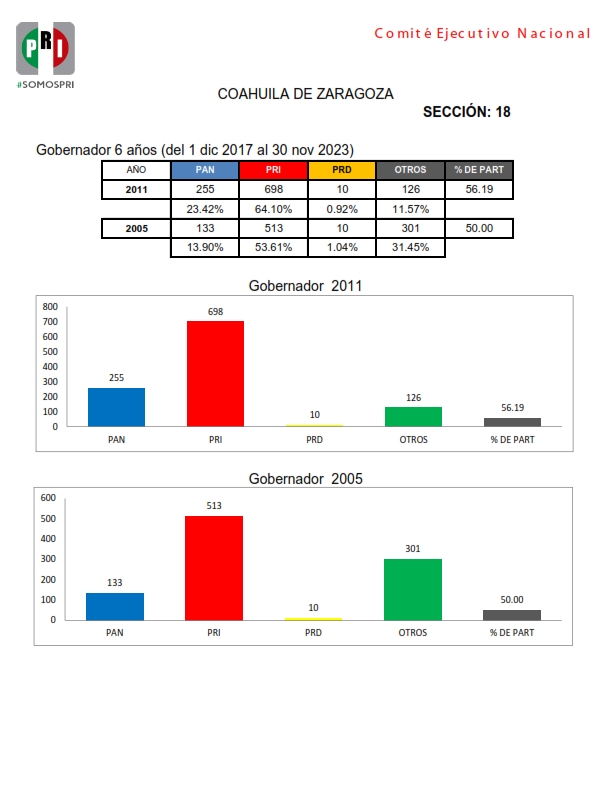 Comité Ejecutivo Nacional
PRI
#SOMOSPRI
COAHUILA DE ZARAGOZA
SECCIÓN: 18
Gobernador 6 años (del 1 dic 2017 al 30 nov 2023)
AÑO PAN PRI PRD OTROS % DE PART
2011 255 698 10 126 56.19
23.42% 64.10% 0.92% 11.57%
2005 133 513 10 301 50.00
13.90% 53.61% 1.04% 31.45%
Gobernador 2011
800
700
600
500
400
300
200
100
0
255
698
10
126
56.19
PAN PRI PRD OTROS % DE PART
Gobernador 2005
600
500
400
300
200
100
0
133
513
10
301
50.00
PAN PRI PRD OTROS % DE PART